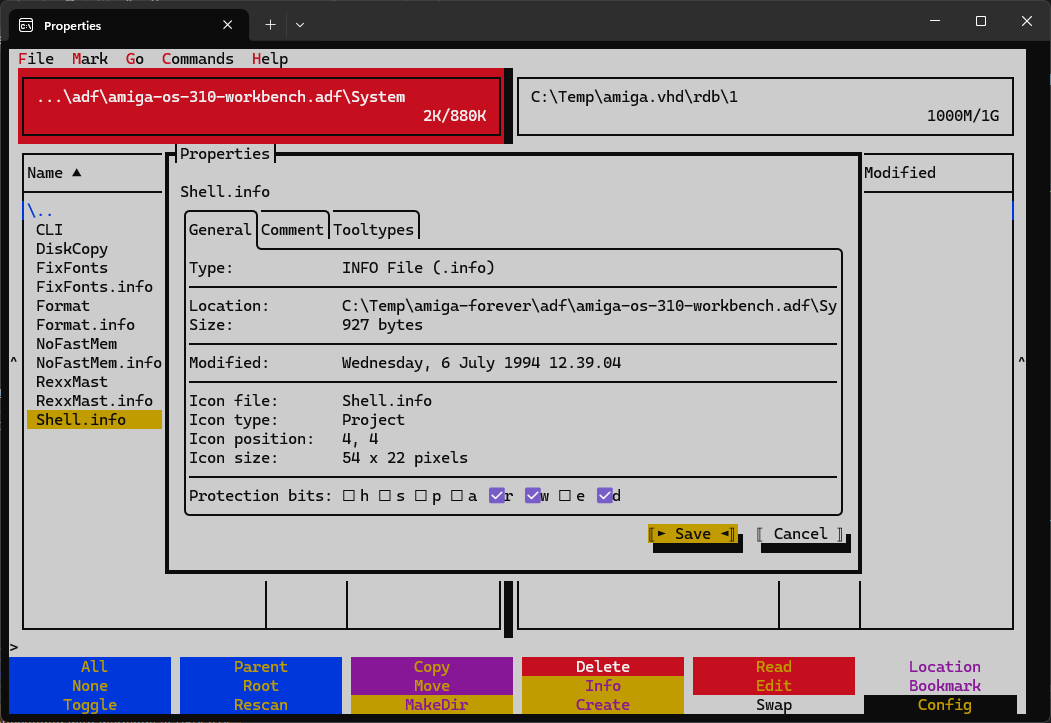 Properties
File Mark Go Commands Help
...\adf\amiga-os-310-workbench.adf\System
2K/880K
C:\Temp\amiga.vhd\rdb\1
1000M/1G
Name ▲
Modified
\..
CLI
DiskCopy
FixFonts
FixFonts.info
Format
Format.info
NoFastMem
NoFastMem.info
RexxMast
RexxMast.info
Shell.info
^
^
Properties
Shell.info
General Comment Tooltypes
Type: INFO File (.info)
Location: C:\Temp\amiga-forever\adf\amiga-os-310-workbench.adf\Sy
Size: 927 bytes
Modified: Wednesday, 6 July 1994 12.39.04
Icon file: Shell.info
Icon type: Project
Icon position: 4, 4
Icon size: 54 x 22 pixels
Protection bits: ☐ h ☐ s ☐ p ☐ a ☑ r ☑ w ☐ e ☑ d
⟦► Save ◄⟧ ⟦ Cancel ⟧
>
All Parent Copy Delete Read Location
None Root Move Info Edit Bookmark
Toggle Rescan MakeDir Create Swap Config